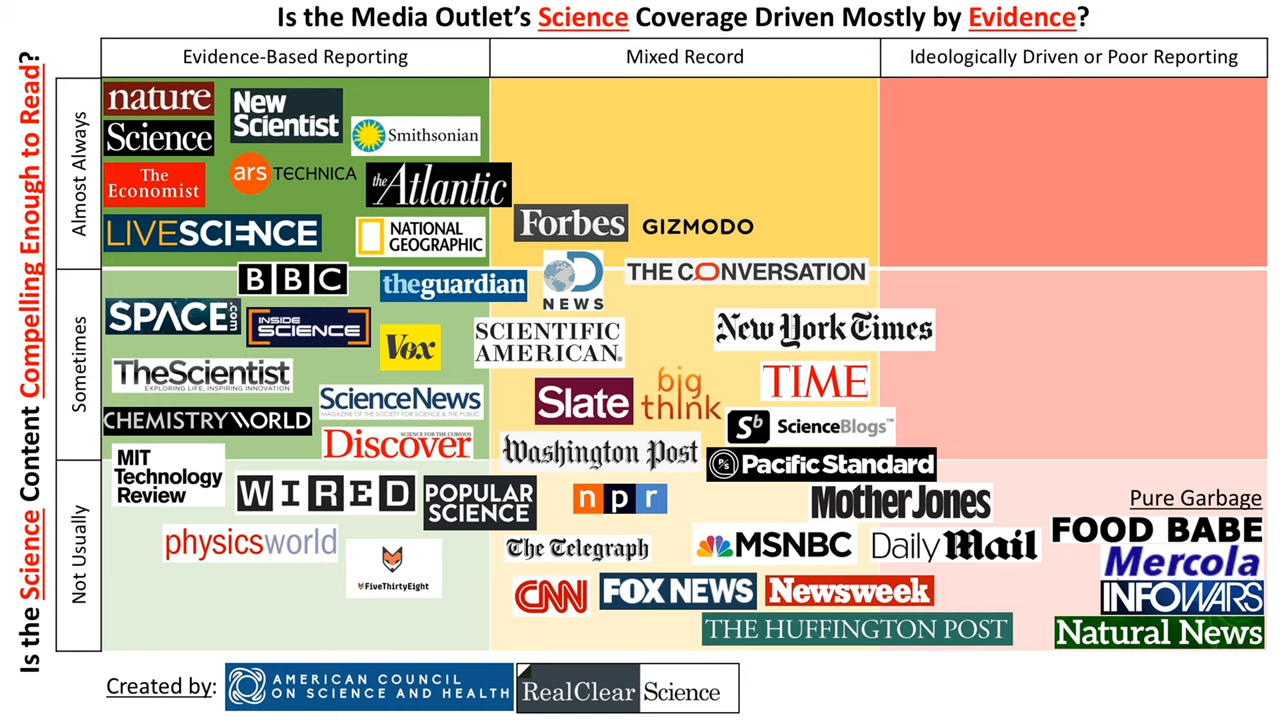 Is the Media Outlet's Science Coverage Driven Mostly by Evidence?
Is the Science Content Compelling Enough to Read?
Evidence-Based Reporting
Mixed Record
Ideologically Driven or Poor Reporting
Almost Always
nature
New
Scientist
Science
Smithsonian
The
Economist
ars TECHNICA
the Atlantic
LIVESCIENCE
NATIONAL
GEOGRAPHIC
Forbes
GIZMODO
Sometimes
BBC
theguardian
D
NEWS
THE CONVERSATION
SPACE.com
INSIDE
SCIENCE
Vox
SCIENTIFIC
AMERICAN®
New York Times
TheScientist
EXPLORING LIFE, INSPIRING INNOVATION
ScienceNews
MAGAZINE OF THE SOCIETY FOR SCIENCE & THE PUBLIC
Slate
big
think
TIME
CHEMISTRY WORLD
SCIENCE FOR THE CURIOUS
Discover
Sb ScienceBlogs™
Washington Post
P/S Pacific Standard
Not Usually
MIT
Technology
Review
WIRED
POPULAR
SCIENCE
npr
Mother Jones
Pure Garbage
FOOD BABE
physicsworld
FiveThirtyEight
The Telegraph
MSNBC
Daily Mail
Mercola
CNN
FOX NEWS
Newsweek
INFOWARS
THE HUFFINGTON POST
Natural News
Created by:
AMERICAN COUNCIL
ON SCIENCE AND HEALTH
RealClear Science